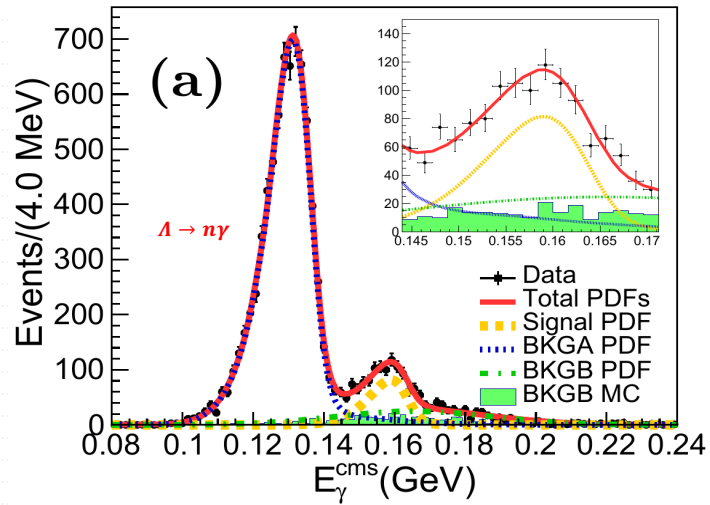 (a)
Λ → nγ
Events/(4.0 MeV)
700
600
500
400
300
200
100
0
0.08 0.1 0.12 0.14 0.16 0.18 0.2 0.22 0.24
E_γ^cms(GeV)
140
120
100
80
60
40
20
0
0.145 0.15 0.155 0.16 0.165 0.17
Data
Total PDFs
Signal PDF
BKGA PDF
BKGB PDF
BKGB MC